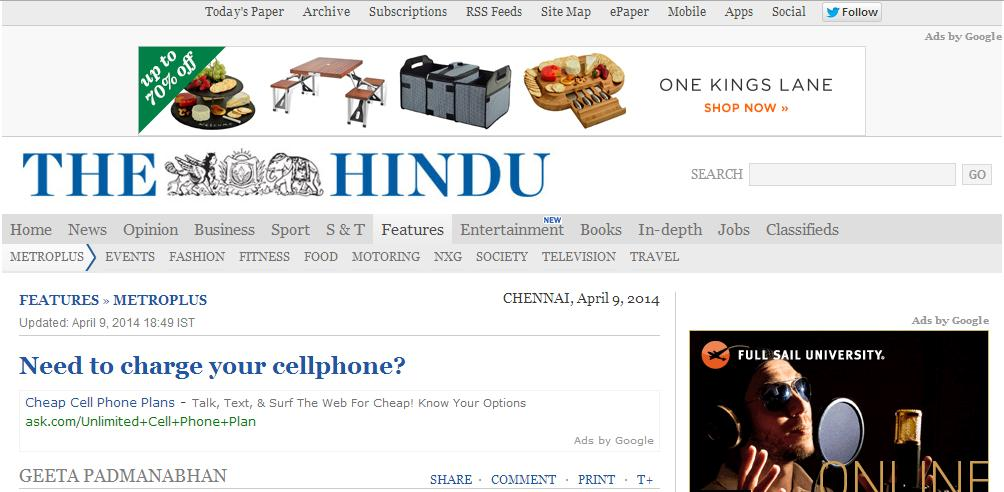 Today's Paper Archive Subscriptions RSS Feeds Site Map ePaper Mobile Apps Social Follow
Ads by Google
up to
70% off
welcome
ONE KINGS LANE
SHOP NOW »
THE HINDU
SEARCH GO
Home News Opinion Business Sport S & T Features Entertainment NEW Books In-depth Jobs Classifieds
METROPLUS EVENTS FASHION FITNESS FOOD MOTORING NXG SOCIETY TELEVISION TRAVEL
FEATURES » METROPLUS
CHENNAI, April 9, 2014
Updated: April 9, 2014 18:49 IST
Need to charge your cellphone?
Cheap Cell Phone Plans - Talk, Text, & Surf The Web For Cheap! Know Your Options
ask.com/Unlimited+Cell+Phone+Plan
Ads by Google
GEETA PADMANABHAN
SHARE · COMMENT · PRINT · T+
Ads by Google
FULL SAIL UNIVERSITY®
ONLINE